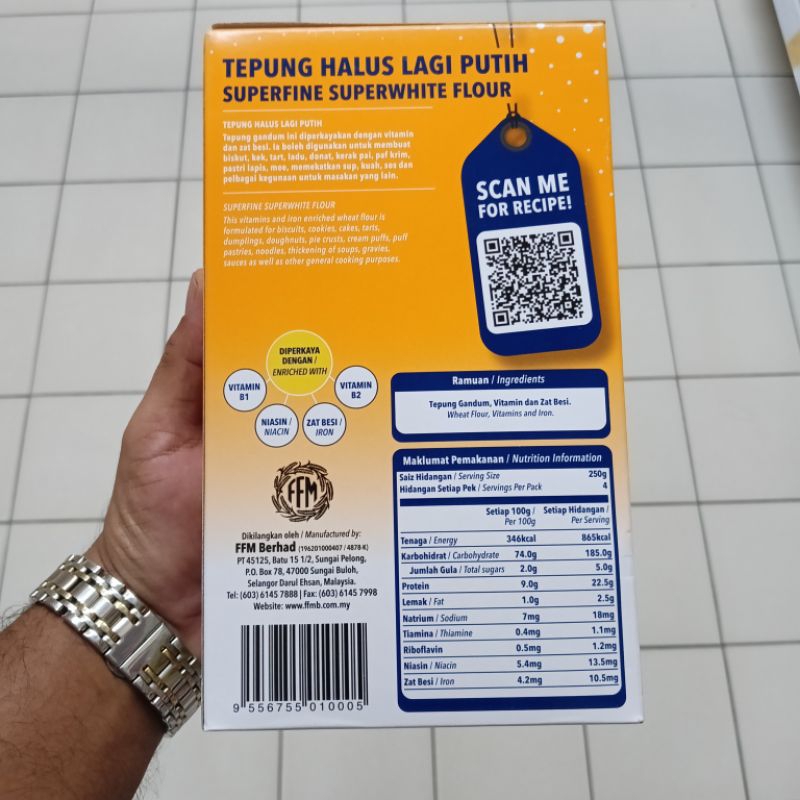 TEPUNG HALUS LAGI PUTIH
SUPERFINE SUPERWHITE FLOUR
TEPUNG HALUS LAGI PUTIH
Tepung gandum ini diperkayakan dengan vitamin
dan zat besi. Ia boleh digunakan untuk membuat
biskut, kek, tart, ladu, donat, kerak pai, paf krim,
pastri lapis, mee, memekatkan sup, kuah, sos dan
pelbagai kegunaan untuk masakan yang lain.
SUPERFINE SUPERWHITE FLOUR
This vitamins and iron enriched wheat flour is
formulated for biscuits, cookies, cakes, tarts,
dumplings, doughnuts, pie crusts, cream puffs, puff
pastries, noodles, thickening of soups, gravies,
sauces as well as other general cooking purposes.
SCAN ME
FOR RECIPE!
DIPERKAYA
DENGAN /
ENRICHED WITH
VITAMIN
B1
NIASIN /
NIACIN
ZAT BESI /
IRON
VITAMIN
B2
FFM
Dikilangkan oleh / Manufactured by:
FFM Berhad (196201000407 / 4878-K)
PT 45125, Batu 15 1/2, Sungai Pelong,
P.O. Box 78, 47000 Sungai Buloh,
Selangor Darul Ehsan, Malaysia.
Tel: (603) 6145 7888 | Fax: (603) 6145 7998
Website: www.ffmb.com.my
9 556755 010005
Ramuan / Ingredients
Tepung Gandum, Vitamin dan Zat Besi.
Wheat Flour, Vitamins and Iron.
Maklumat Pemakanan / Nutrition Information
Saiz Hidangan / Serving Size 250g
Hidangan Setiap Pek / Servings Per Pack 4
Setiap 100g / Setiap Hidangan /
Per 100g Per Serving
Tenaga / Energy 346kcal 865kcal
Karbohidrat / Carbohydrate 74.0g 185.0g
Jumlah Gula / Total sugars 2.0g 5.0g
Protein 9.0g 22.5g
Lemak / Fat 1.0g 2.5g
Natrium / Sodium 7mg 18mg
Tiamina / Thiamine 0.4mg 1.1mg
Riboflavin 0.5mg 1.2mg
Niasin / Niacin 5.4mg 13.5mg
Zat Besi / Iron 4.2mg 10.5mg